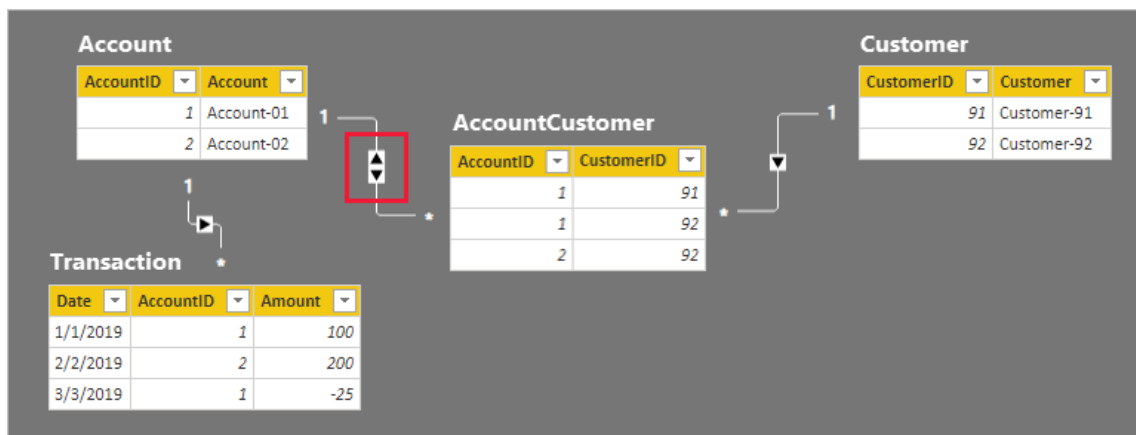 Account
AccountID Account
1 Account-01
2 Account-02
1
*
1
*
Transaction
Date AccountID Amount
1/1/2019 1 100
2/2/2019 2 200
3/3/2019 1 -25
AccountCustomer
AccountID CustomerID
1 91
1 92
2 92
Customer
CustomerID Customer
91 Customer-91
92 Customer-92
1
*